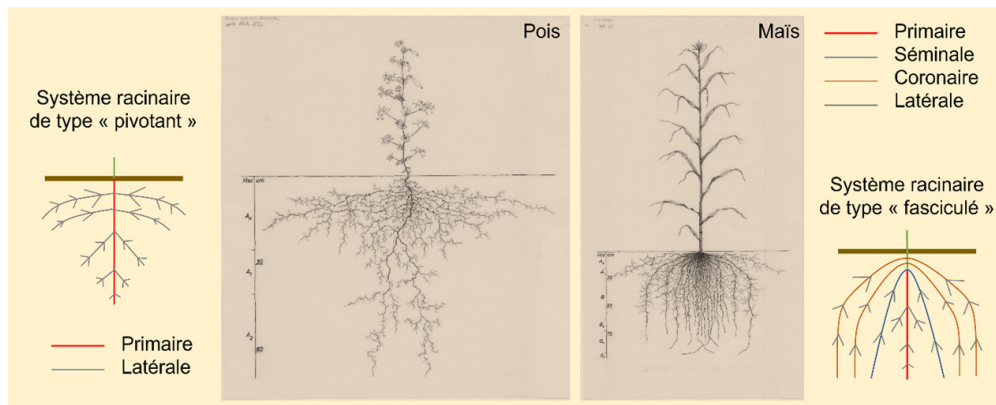 Système racinaire
de type « pivotant »
Primaire
Latérale
Pois
Maïs
Primaire
Séminale
Coronaire
Latérale
Système racinaire
de type « fasciculé »